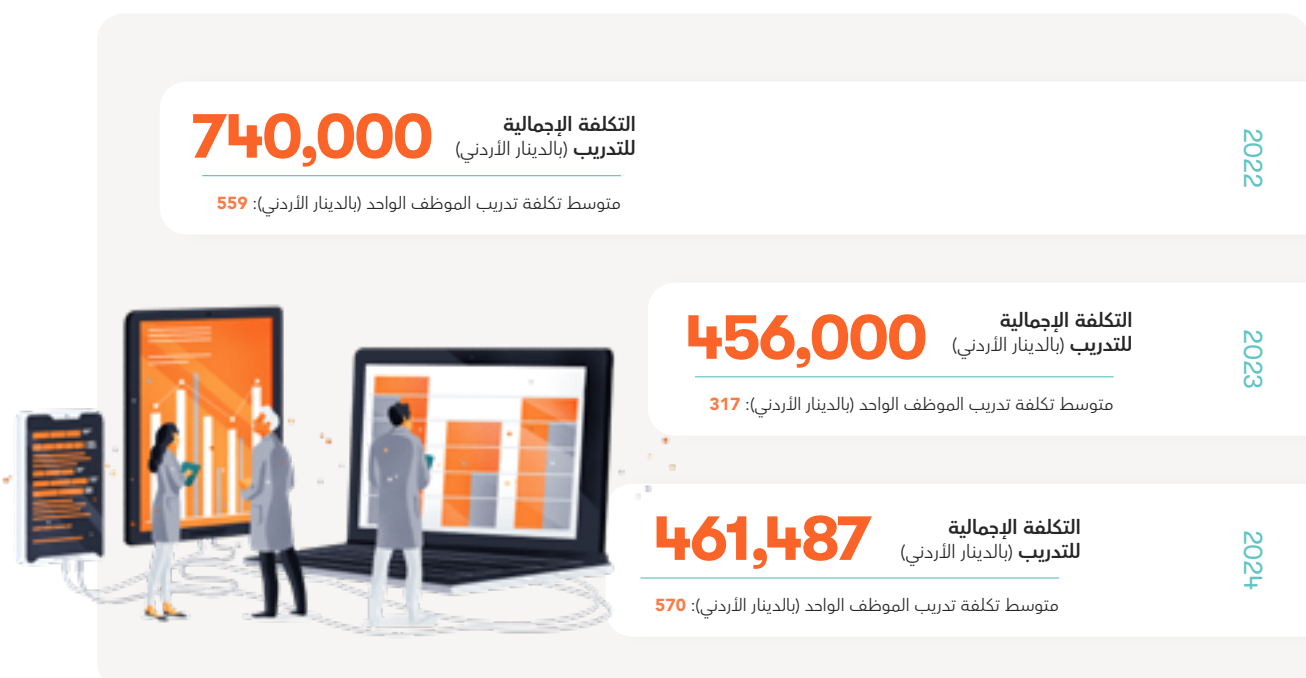 2022
التكلفة الإجمالية
للتدريب (بالدينار الأردني)
740,000
متوسط تكلفة تدريب الموظف الواحد (بالدينار الأردني): 559
2023
التكلفة الإجمالية
للتدريب (بالدينار الأردني)
456,000
متوسط تكلفة تدريب الموظف الواحد (بالدينار الأردني): 317
2024
التكلفة الإجمالية
للتدريب (بالدينار الأردني)
461,487
متوسط تكلفة تدريب الموظف الواحد (بالدينار الأردني): 570